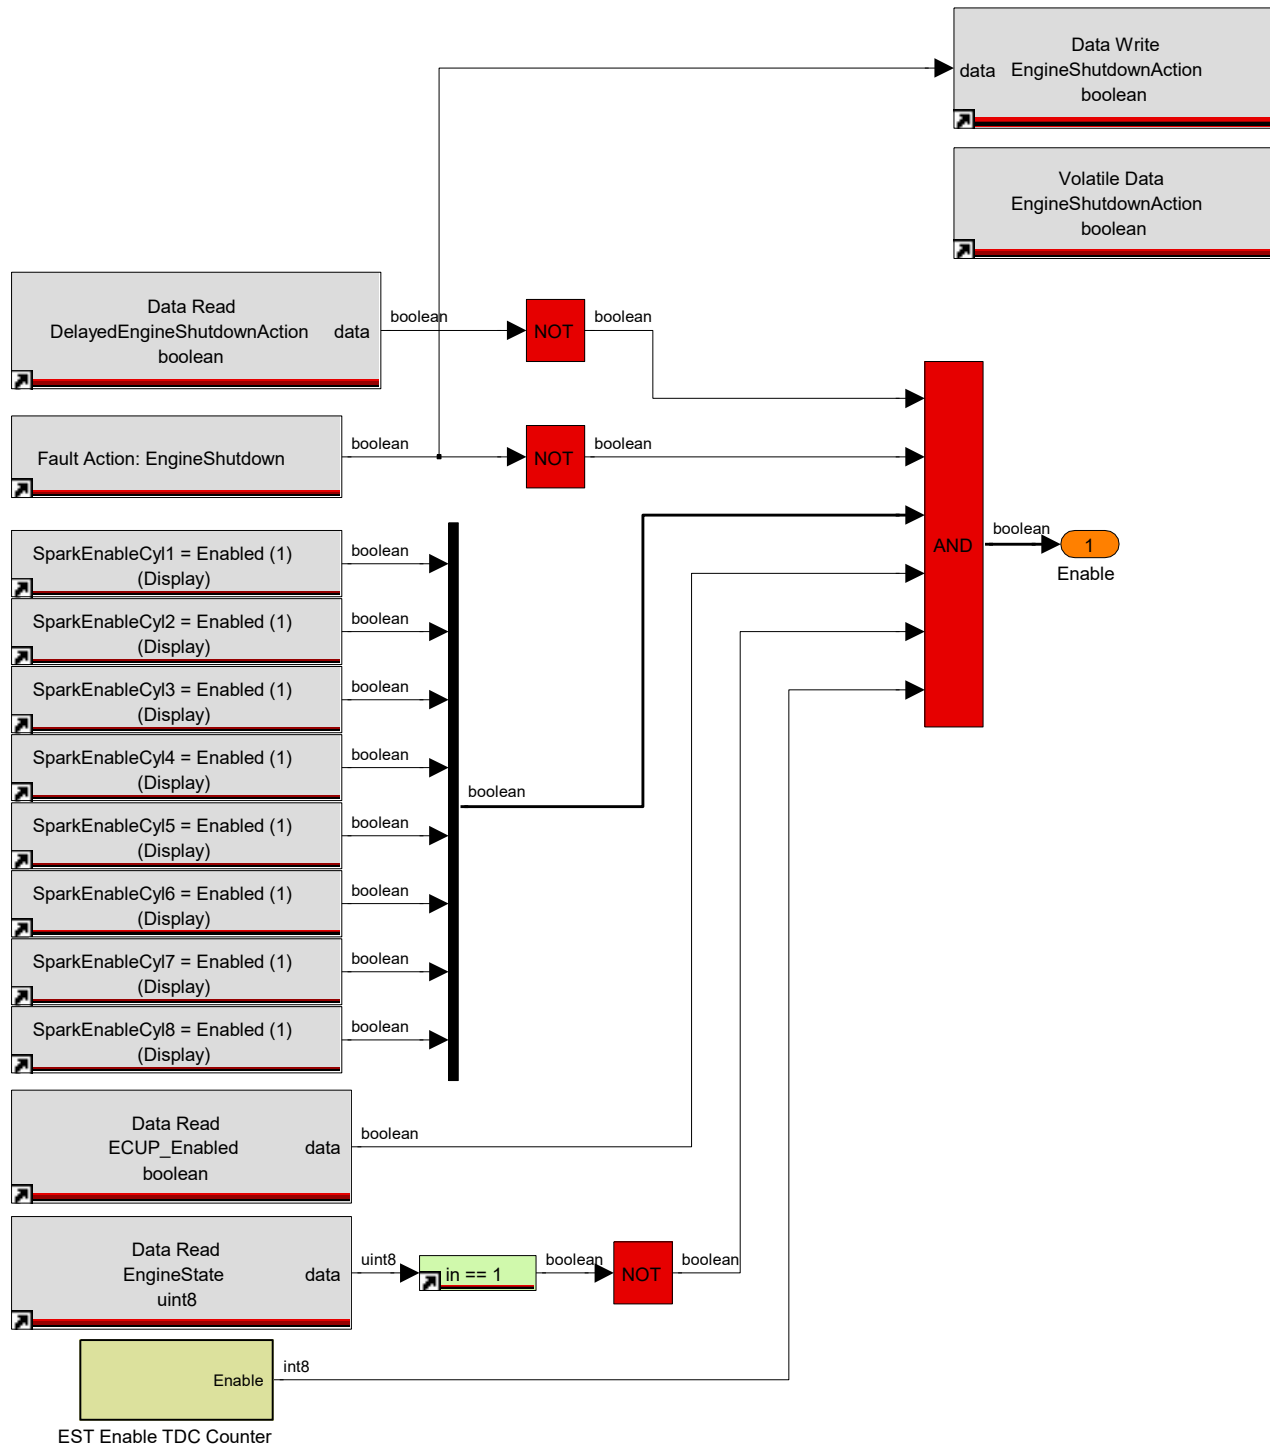 Data Write
EngineShutdownAction
boolean
data
Volatile Data
EngineShutdownAction
boolean
Data Read
DelayedEngineShutdownAction
boolean
data
boolean
NOT
boolean
Fault Action: EngineShutdown
boolean
NOT
boolean
SparkEnableCyl1 = Enabled (1)
(Display)
boolean
SparkEnableCyl2 = Enabled (1)
(Display)
boolean
SparkEnableCyl3 = Enabled (1)
(Display)
boolean
SparkEnableCyl4 = Enabled (1)
(Display)
boolean
SparkEnableCyl5 = Enabled (1)
(Display)
boolean
SparkEnableCyl6 = Enabled (1)
(Display)
boolean
SparkEnableCyl7 = Enabled (1)
(Display)
boolean
SparkEnableCyl8 = Enabled (1)
(Display)
boolean
boolean
AND
boolean
1
Enable
Data Read
ECUP_Enabled
boolean
data
boolean
Data Read
EngineState
uint8
data
uint8
in == 1
boolean
NOT
boolean
Enable
int8
EST Enable TDC Counter